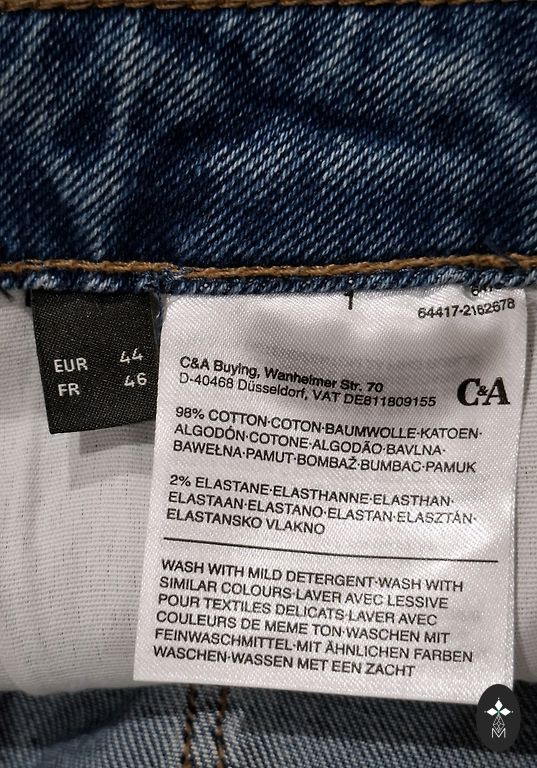 EUR 44
FR 46
1
64417-2162678
C&A Buying, Wanheimer Str. 70
D-40468 Düsseldorf, VAT DE811809155
C&A
98% COTTON·COTON·BAUMWOLLE·KATOEN·
ALGODÓN·COTONE·ALGODÃO·BAVLNA·
BAWEŁNA·PAMUT·BOMBAŽ·BUMBAC·PAMUK
2% ELASTANE·ELASTHANNE·ELASTHAN·
ELASTAAN·ELASTANO·ELASTAN·ELASZTÁN·
ELASTANSKO VLAKNO
WASH WITH MILD DETERGENT·WASH WITH
SIMILAR COLOURS·LAVER AVEC LESSIVE
POUR TEXTILES DELICATS·LAVER AVEC
COULEURS DE MEME TON·WASCHEN MIT
FEINWASCHMITTEL·MIT ÄHNLICHEN FARBEN
WASCHEN·WASSEN MET EEN ZACHT
M